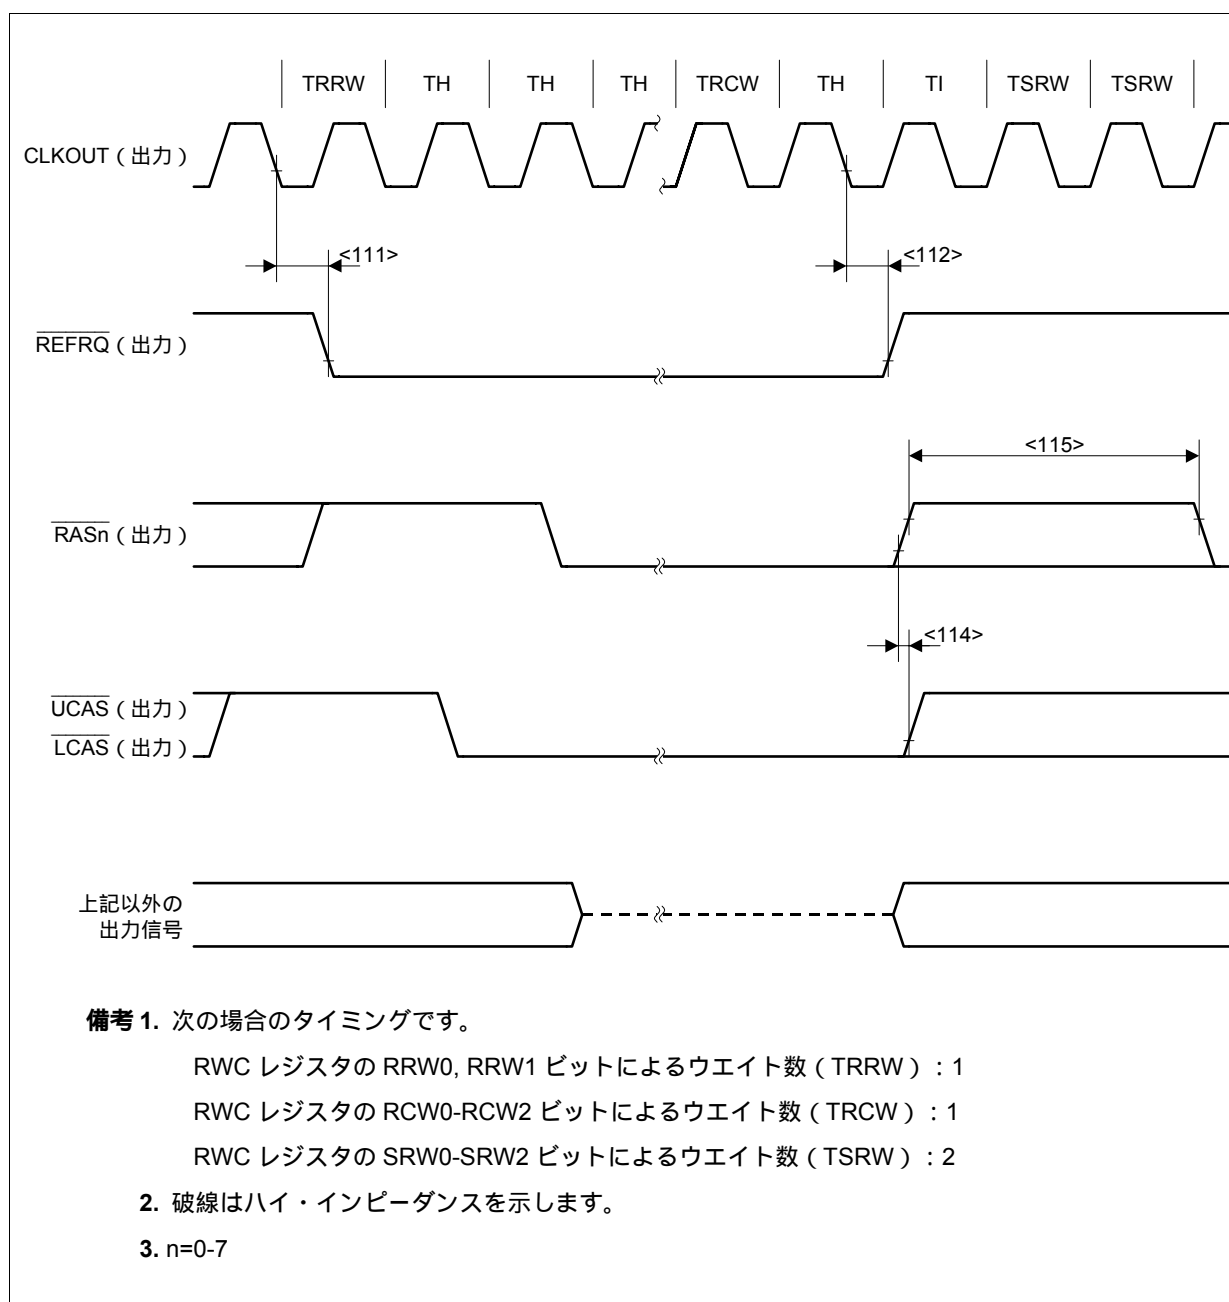 TRRW TH TH TH TRCW TH TI TSRW TSRW
CLKOUT（出力）
<111> <112>
REFRQ（出力）
<115>
RASn（出力）
<114>
UCAS（出力）
LCAS（出力）
上記以外の
出力信号
備考 1. 次の場合のタイミングです。
RWC レジスタの RRW0, RRW1 ビットによるウエイト数（TRRW）：1
RWC レジスタの RCW0-RCW2 ビットによるウエイト数（TRCW）：1
RWC レジスタの SRW0-SRW2 ビットによるウエイト数（TSRW）：2
2. 破線はハイ・インピーダンスを示します。
3. n=0-7